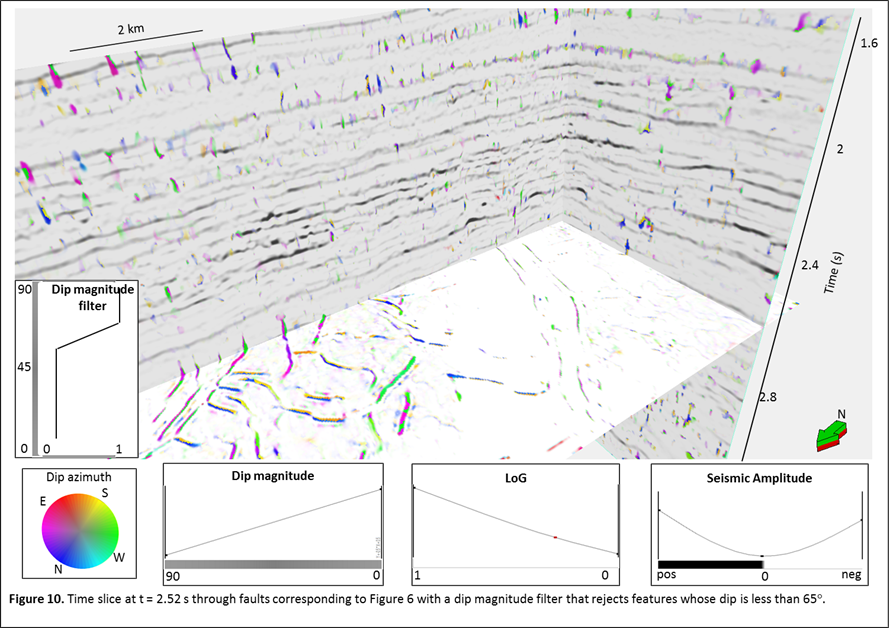 2 km
1.6
2
2.4
Time (s)
2.8
N
90
Dip magnitude
filter
45
0
0
1
Dip azimuth
E
S
N
W
Dip magnitude
90
0
LoG
1
0
Seismic Amplitude
pos
0
neg
Figure 10. Time slice at t = 2.52 s through faults corresponding to Figure 6 with a dip magnitude filter that rejects features whose dip is less than 65°.